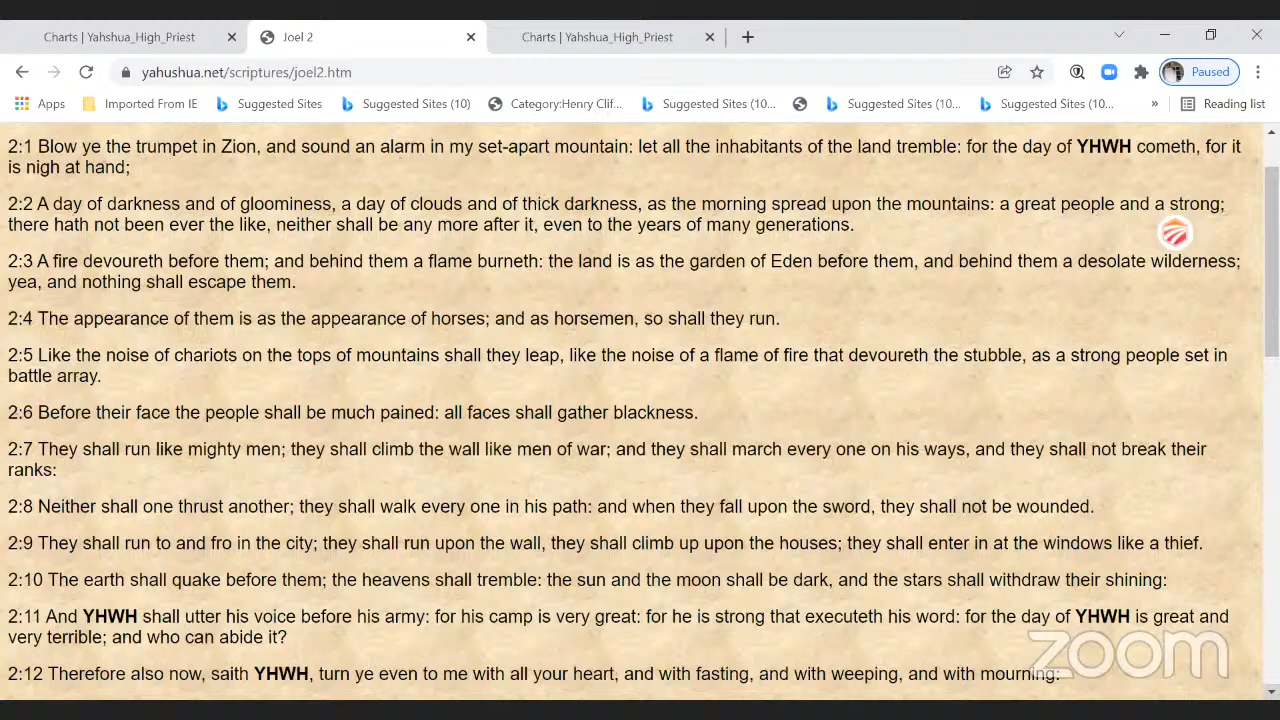 Charts | Yahshua_High_Priest
Joel 2
Charts | Yahshua_High_Priest
yahushua.net/scriptures/joel2.htm
Paused
Apps
Imported From IE
Suggested Sites
Suggested Sites (10)
Category:Henry Clif...
Suggested Sites (10...
Suggested Sites (10...
Suggested Sites (10...
»
Reading list
2:1 Blow ye the trumpet in Zion, and sound an alarm in my set-apart mountain: let all the inhabitants of the land tremble: for the day of YHWH cometh, for it
is nigh at hand;
2:2 A day of darkness and of gloominess, a day of clouds and of thick darkness, as the morning spread upon the mountains: a great people and a strong;
there hath not been ever the like, neither shall be any more after it, even to the years of many generations.
2:3 A fire devoureth before them; and behind them a flame burneth: the land is as the garden of Eden before them, and behind them a desolate wilderness;
yea, and nothing shall escape them.
2:4 The appearance of them is as the appearance of horses; and as horsemen, so shall they run.
2:5 Like the noise of chariots on the tops of mountains shall they leap, like the noise of a flame of fire that devoureth the stubble, as a strong people set in
battle array.
2:6 Before their face the people shall be much pained: all faces shall gather blackness.
2:7 They shall run like mighty men; they shall climb the wall like men of war; and they shall march every one on his ways, and they shall not break their
ranks:
2:8 Neither shall one thrust another; they shall walk every one in his path: and when they fall upon the sword, they shall not be wounded.
2:9 They shall run to and fro in the city; they shall run upon the wall, they shall climb up upon the houses; they shall enter in at the windows like a thief.
2:10 The earth shall quake before them; the heavens shall tremble: the sun and the moon shall be dark, and the stars shall withdraw their shining:
2:11 And YHWH shall utter his voice before his army: for his camp is very great: for he is strong that executeth his word: for the day of YHWH is great and
very terrible; and who can abide it?
zoom
2:12 Therefore also now, saith YHWH, turn ye even to me with all your heart, and with fasting, and with weeping, and with mourning: